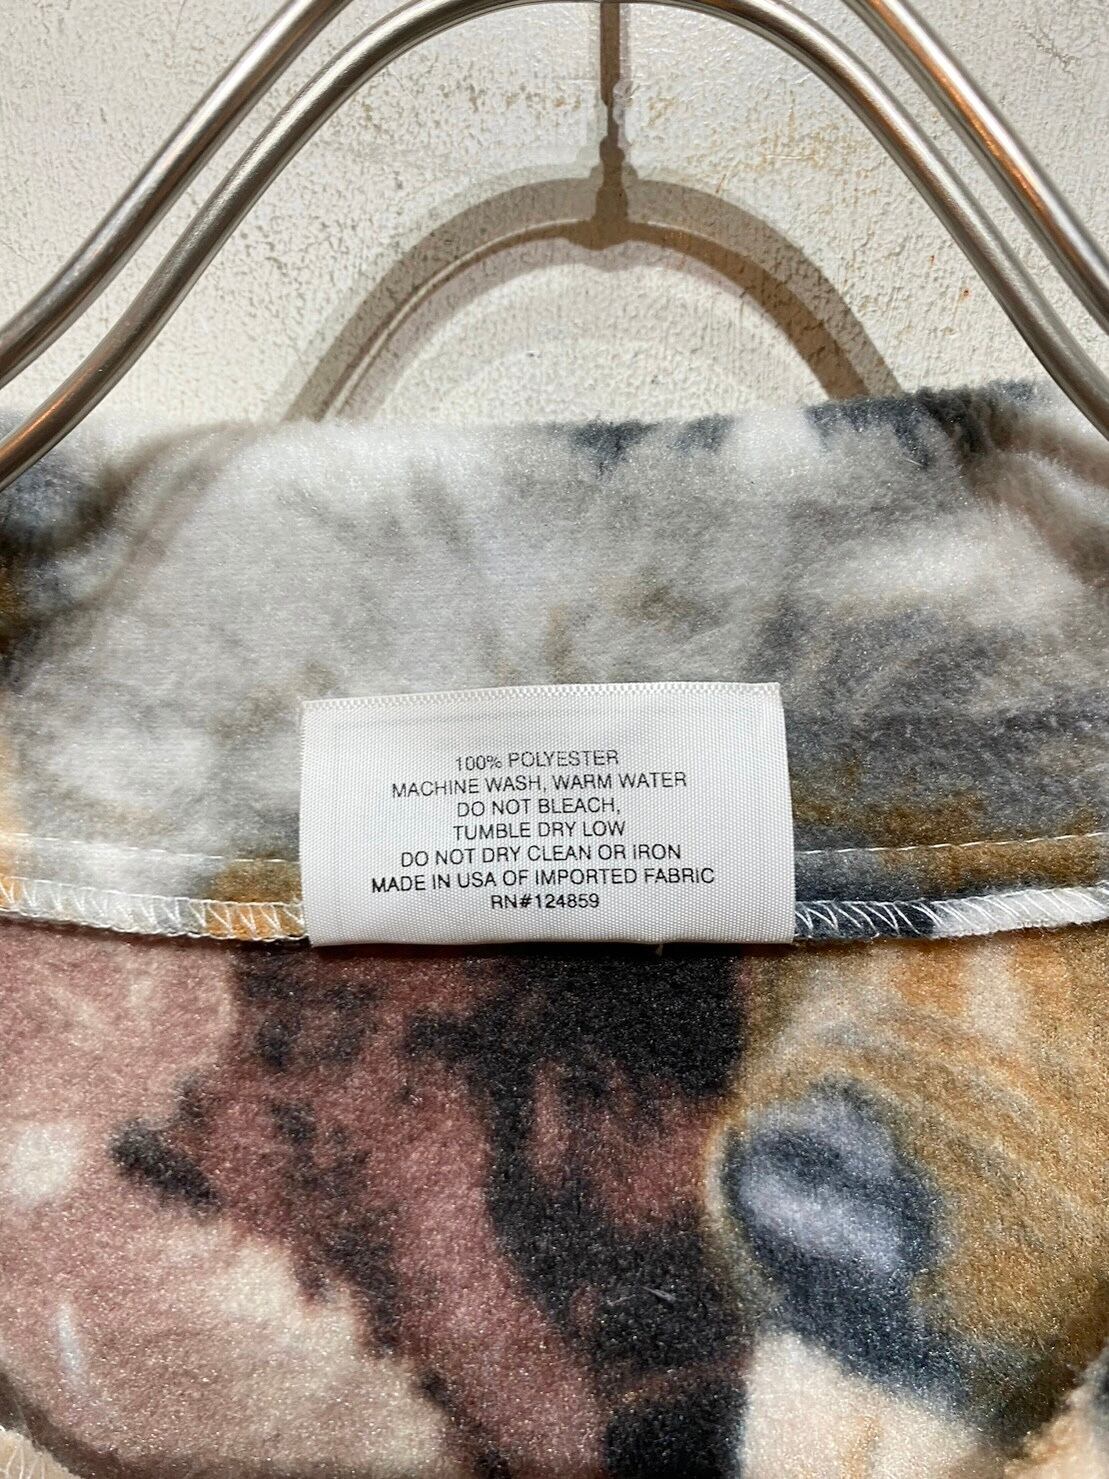 100% POLYESTER
MACHINE WASH, WARM WATER
DO NOT BLEACH,
TUMBLE DRY LOW
DO NOT DRY CLEAN OR IRON
MADE IN USA OF IMPORTED FABRIC
RN#124859